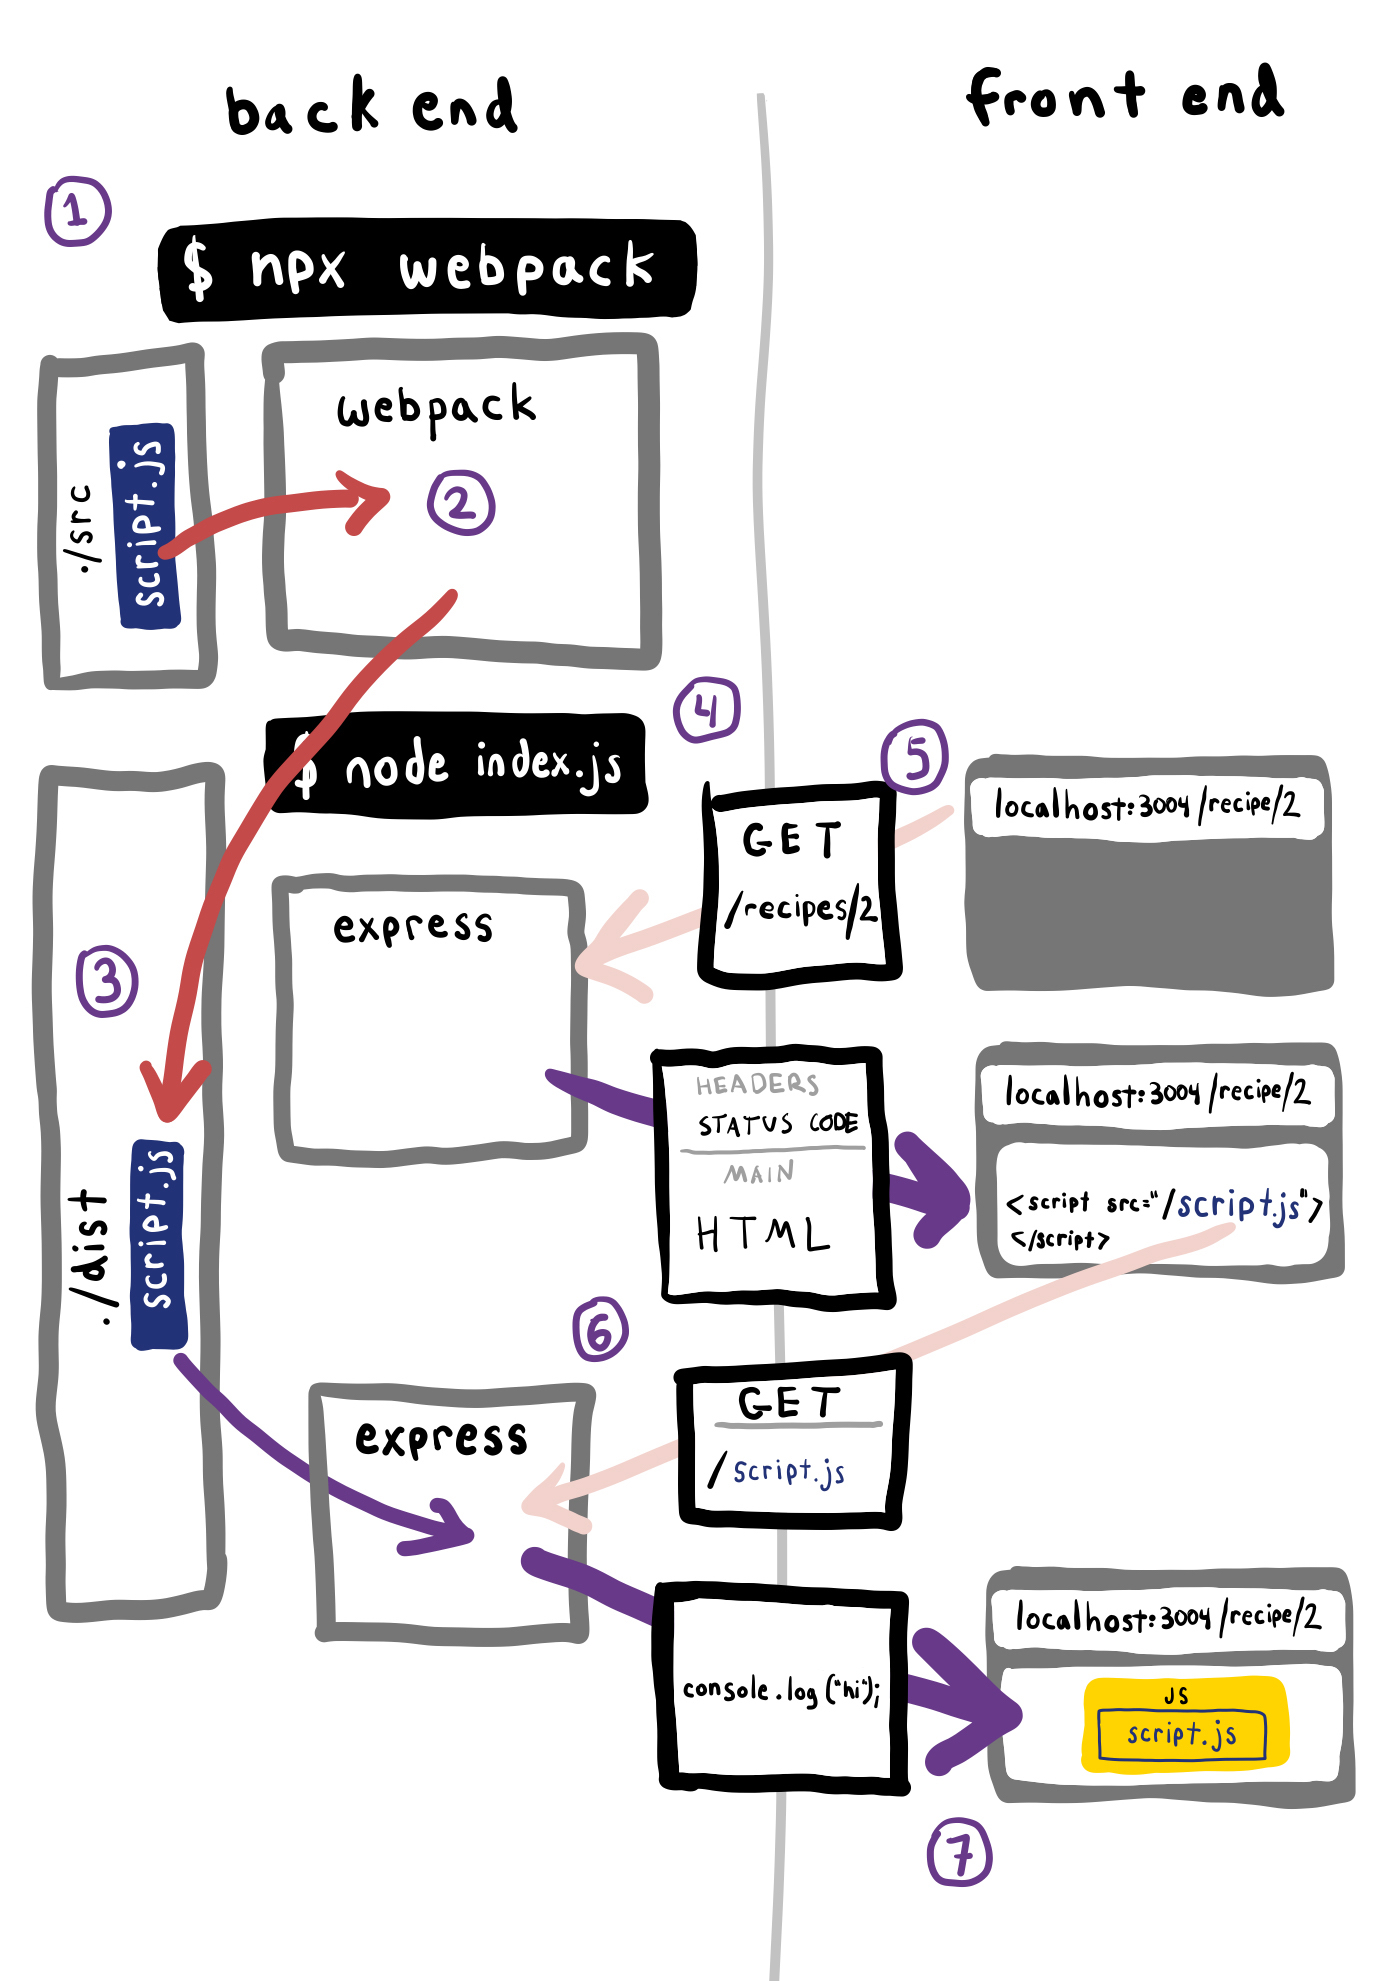 back end
front end
1
$ npx webpack
./src
script.js
webpack
2
4
$ node index.js
5
GET
/recipes/2
localhost:3004/recipe/2
express
3
HEADERS
STATUS CODE
MAIN
HTML
localhost:3004/recipe/2
<script src="/script.js">
</script>
./dist
script.js
6
express
GET
/script.js
console.log("hi");
localhost:3004/recipe/2
JS
script.js
7